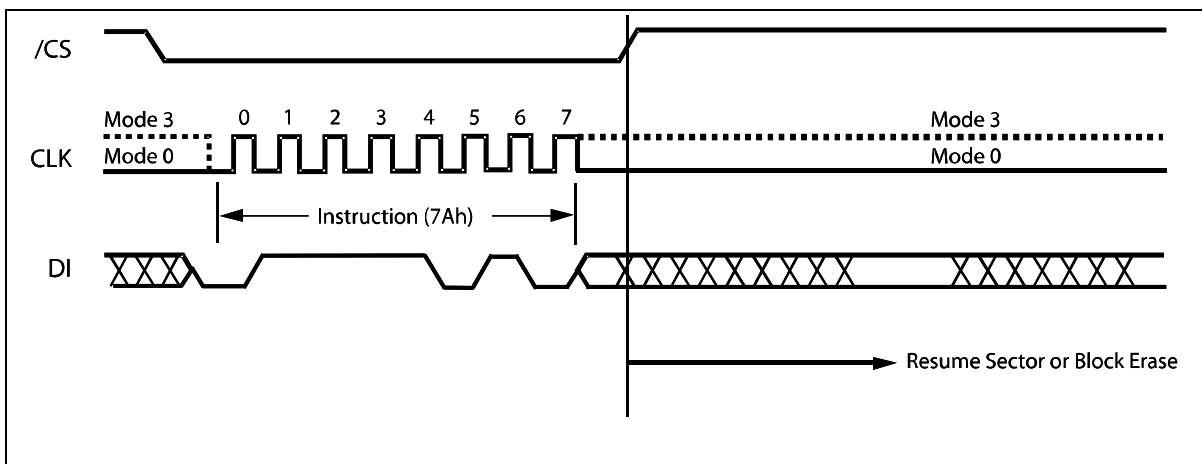 /CS
Mode 3 0 1 2 3 4 5 6 7 Mode 3
CLK Mode 0 Mode 0
Instruction (7Ah)
DI
Resume Sector or Block Erase